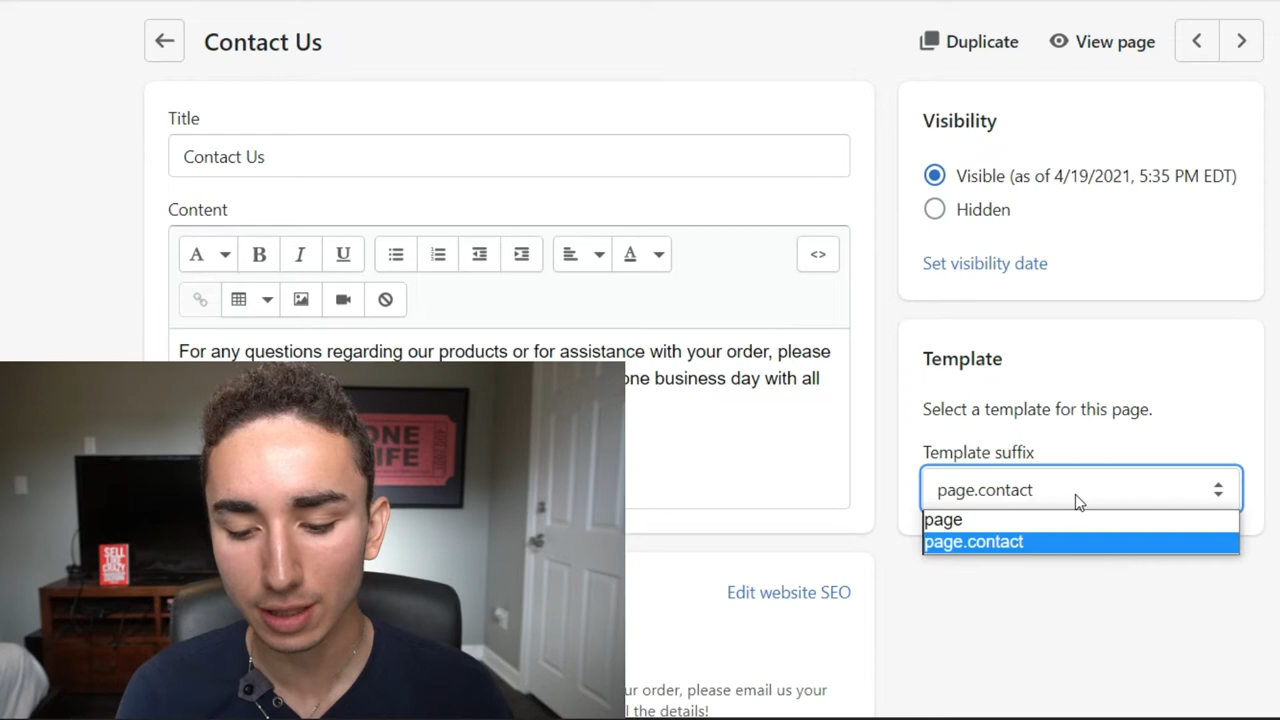 Contact Us
Duplicate
View page
Title
Contact Us
Content
A B I U A <>
For any questions regarding our products or for assistance with your order, please
one business day with all
Visibility
Visible (as of 4/19/2021, 5:35 PM EDT)
Hidden
Set visibility date
Template
Select a template for this page.
Template suffix
page.contact
page
page.contact
Edit website SEO
ur order, please email us your
l the details!
ONE
IFE
SELL
THE
CRAZY